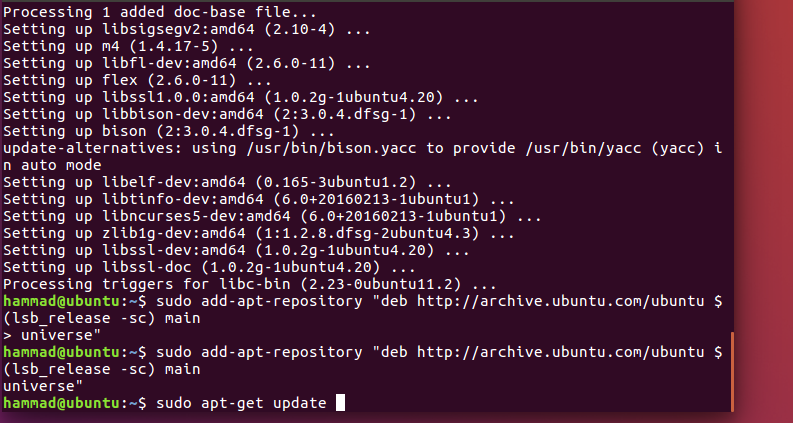 Processing 1 added doc-base file...
Setting up libsigsegv2:amd64 (2.10-4) ...
Setting up m4 (1.4.17-5) ...
Setting up libfl-dev:amd64 (2.6.0-11) ...
Setting up flex (2.6.0-11) ...
Setting up libssl1.0.0:amd64 (1.0.2g-1ubuntu4.20) ...
Setting up libbison-dev:amd64 (2:3.0.4.dfsg-1) ...
Setting up bison (2:3.0.4.dfsg-1) ...
update-alternatives: using /usr/bin/bison.yacc to provide /usr/bin/yacc (yacc) i
n auto mode
Setting up libelf-dev:amd64 (0.165-3ubuntu1.2) ...
Setting up libtinfo-dev:amd64 (6.0+20160213-1ubuntu1) ...
Setting up libncurses5-dev:amd64 (6.0+20160213-1ubuntu1) ...
Setting up zlib1g-dev:amd64 (1:1.2.8.dfsg-2ubuntu4.3) ...
Setting up libssl-dev:amd64 (1.0.2g-1ubuntu4.20) ...
Setting up libssl-doc (1.0.2g-1ubuntu4.20) ...
Processing triggers for libc-bin (2.23-0ubuntu11.2) ...
hammad@ubuntu:~$ sudo add-apt-repository "deb http://archive.ubuntu.com/ubuntu $
(lsb_release -sc) main
> universe"
hammad@ubuntu:~$ sudo add-apt-repository "deb http://archive.ubuntu.com/ubuntu $
(lsb_release -sc) main
universe"
hammad@ubuntu:~$ sudo apt-get update